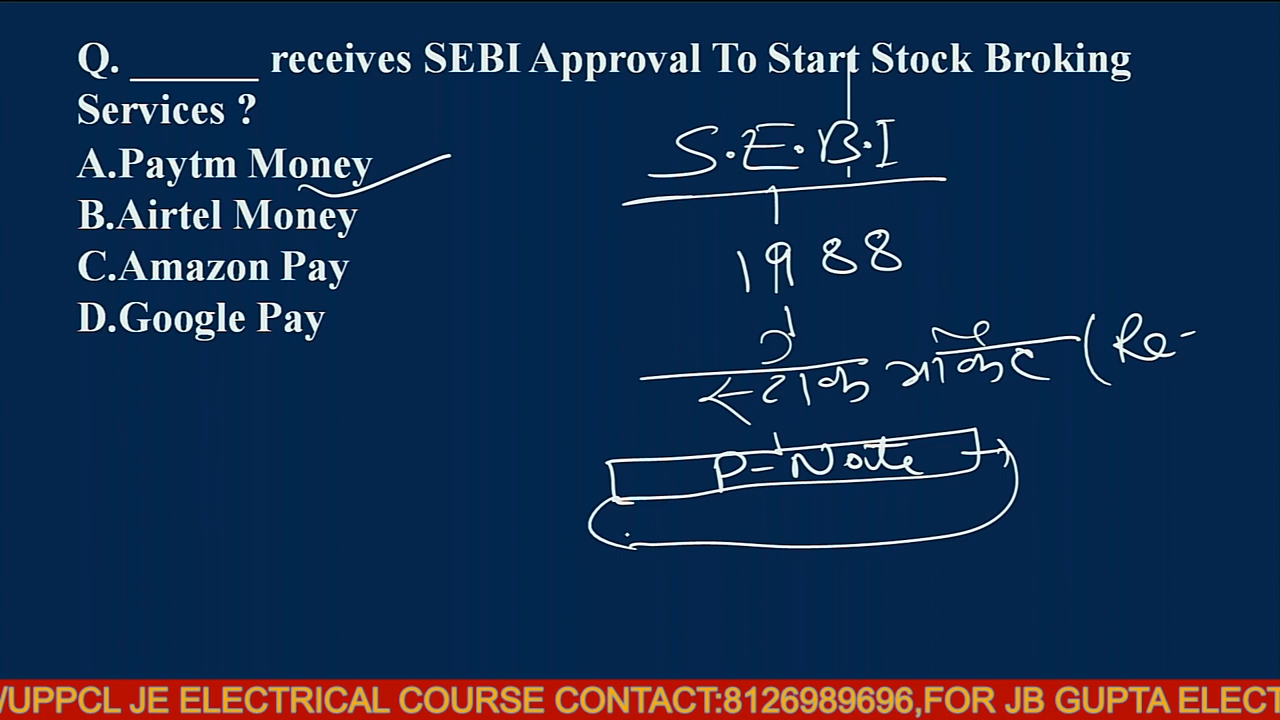 Q. ______ receives SEBI Approval To Start Stock Broking
Services ?
A.Paytm Money
B.Airtel Money
C.Amazon Pay
D.Google Pay
S.E.B.I
1988
स्टाक मार्केट (Re-
P-Note
/UPPCL JE ELECTRICAL COURSE CONTACT:8126989696,FOR JB GUPTA ELECT